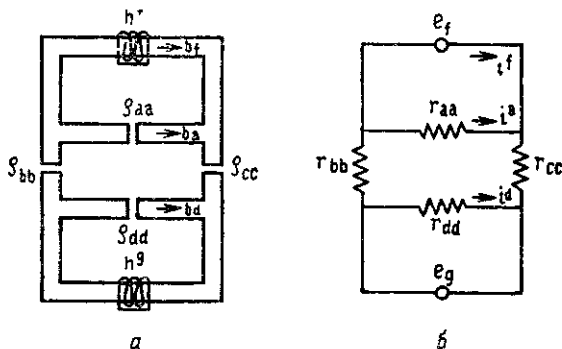 h^f e_f
b_f i^f
ρ_aa r_aa i^a
b_a
ρ_bb ρ_cc r_bb r_cc
b_d i^d
ρ_dd r_dd
h^g e_g
а б